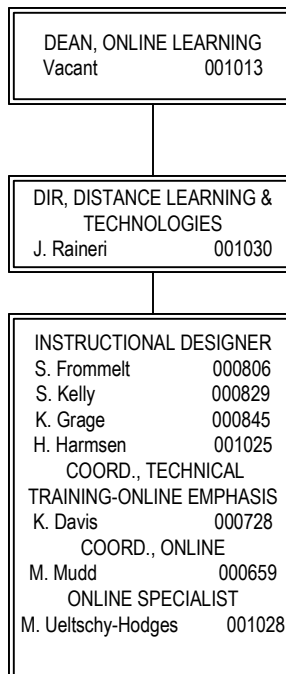 DEAN, ONLINE LEARNING
Vacant 001013
DIR, DISTANCE LEARNING &
TECHNOLOGIES
J. Raineri 001030
INSTRUCTIONAL DESIGNER
S. Frommelt 000806
S. Kelly 000829
K. Grage 000845
H. Harmsen 001025
COORD., TECHNICAL
TRAINING-ONLINE EMPHASIS
K. Davis 000728
COORD., ONLINE
M. Mudd 000659
ONLINE SPECIALIST
M. Ueltschy-Hodges 001028